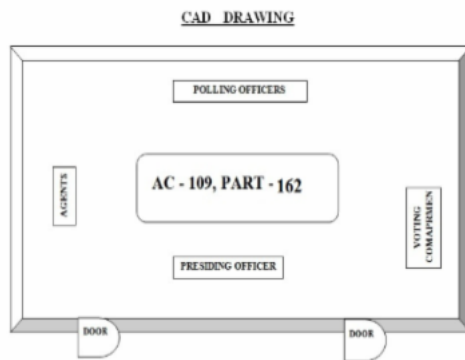 CAD DRAWING
POLLING OFFICERS
AC - 109, PART - 162
AGENTS
VOTING
COMAPRMEN
PRESIDING OFFICER
DOOR
DOOR